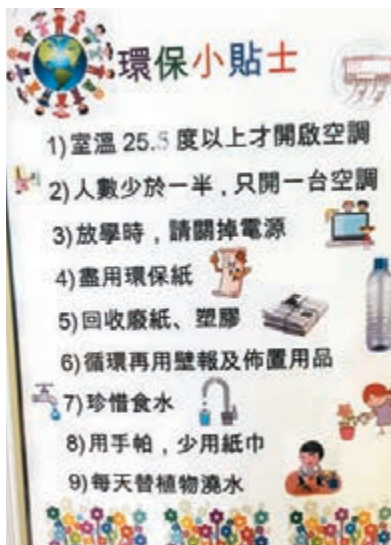 環保小貼士
1)室溫 25.5 度以上才開啟空調
2)人數少於一半，只開一台空調
3)放學時，請關掉電源
4)盡用環保紙
5)回收廢紙、塑膠
6)循環再用壁報及佈置用品
7)珍惜食水
8)用手帕，少用紙巾
9)每天替植物澆水